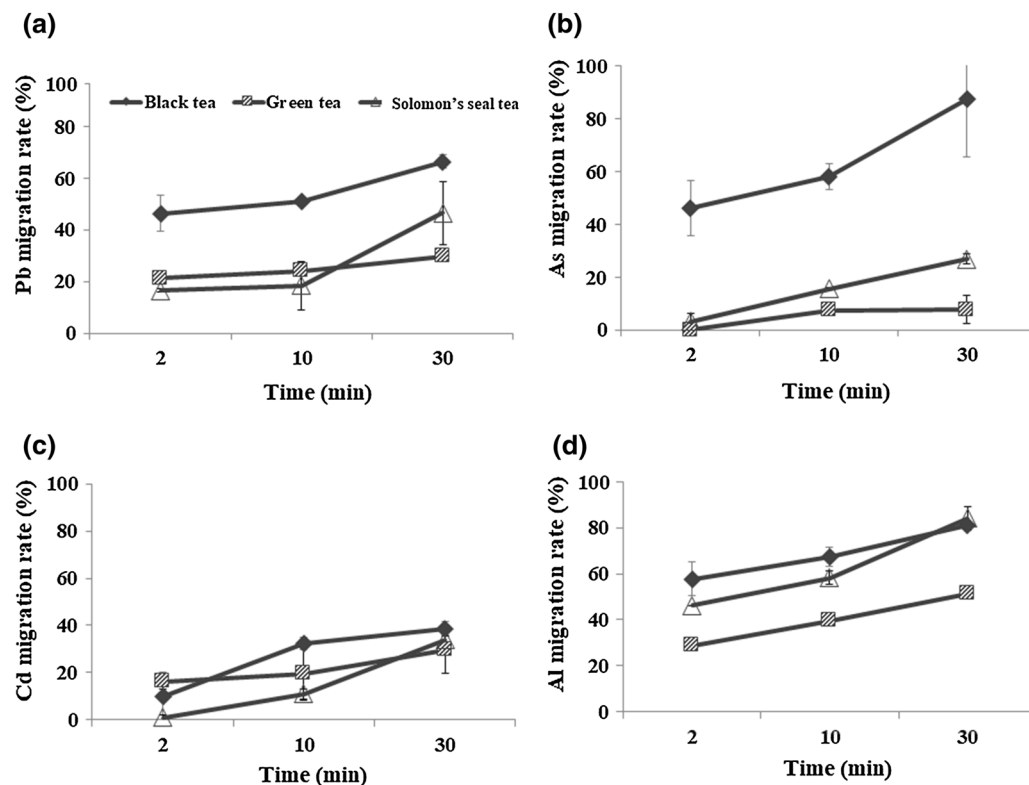 (a)
Pb migration rate (%)
100
80
60
40
20
0
Black tea Green tea Solomon's seal tea
2 10 30
Time (min)
(b)
As migration rate (%)
100
80
60
40
20
0
2 10 30
Time (min)
(c)
Cd migration rate (%)
100
80
60
40
20
0
2 10 30
Time (min)
(d)
Al migration rate (%)
100
80
60
40
20
0
2 10 30
Time (min)